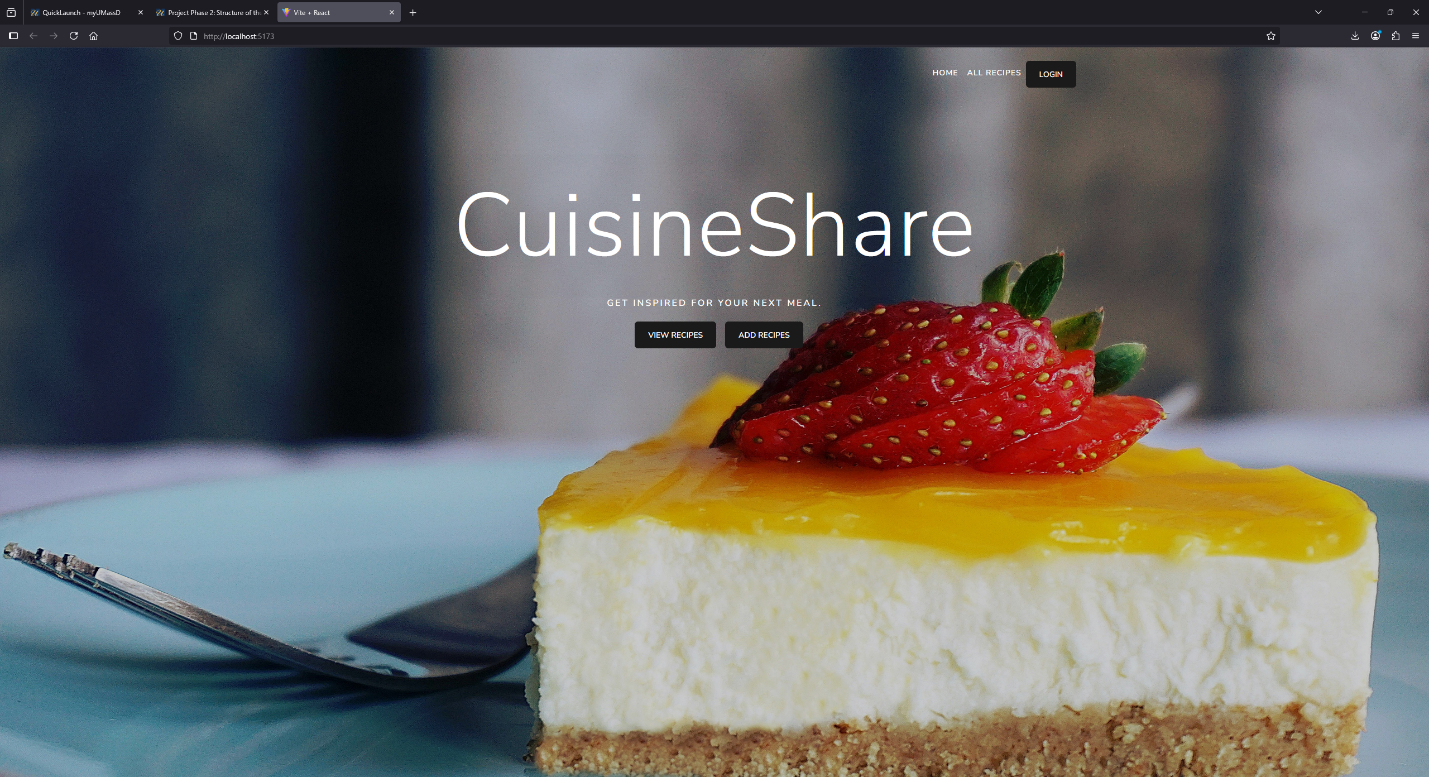 QuickLaunch - myUMassD
Project Phase 2: Structure of th
Vite + React
http://localhost:5173
HOME ALL RECIPES LOGIN
CuisineShare
GET INSPIRED FOR YOUR NEXT MEAL.
VIEW RECIPES ADD RECIPES